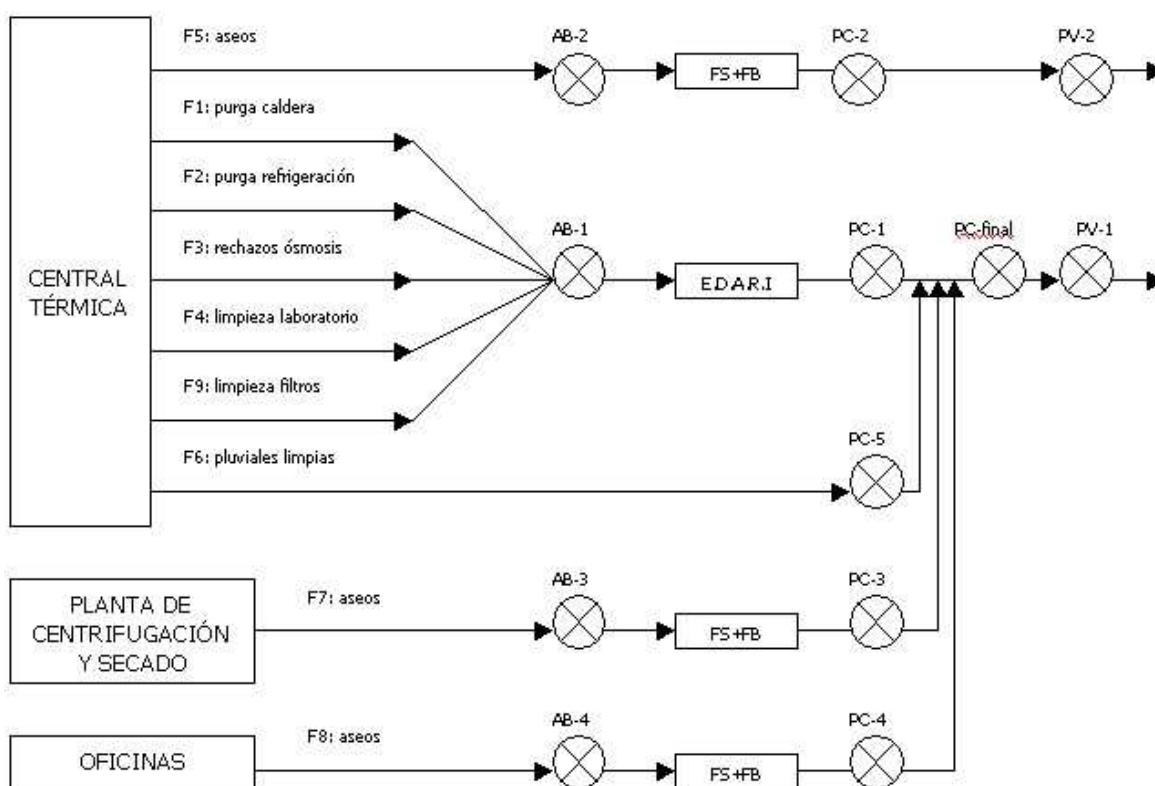 F5: aseos
AB-2
PC-2
PV-2
FS+FB
F1: purga caldera
F2: purga refrigeración
F3: rechazos ósmosis
AB-1
PC-1
PC-final
PV-1
E.D.A.R.I
CENTRAL
TÉRMICA
F4: limpieza laboratorio
F9: limpieza filtros
F6: pluviales limpias
PC-5
PLANTA DE
CENTRIFUGACIÓN
Y SECADO
F7: aseos
AB-3
PC-3
FS+FB
OFICINAS
F8: aseos
AB-4
PC-4
FS+FB